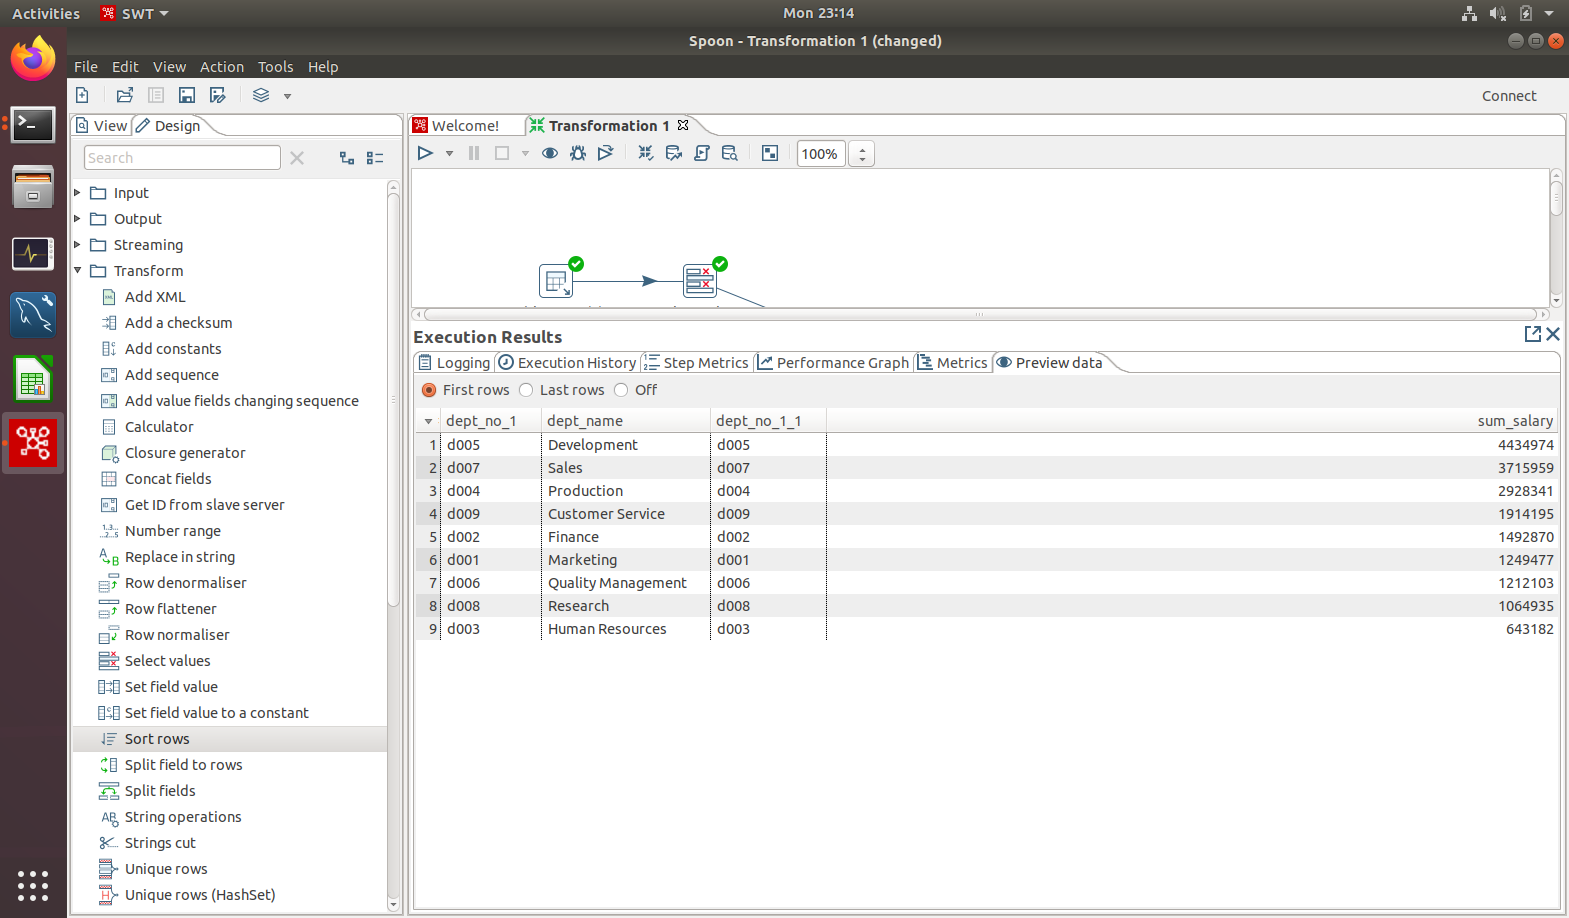 Activities SWT Mon 23:14
Spoon - Transformation 1 (changed)
File Edit View Action Tools Help
Connect
View Design
Search
Input
Output
Streaming
Transform
Add XML
Add a checksum
Add constants
Add sequence
Add value fields changing sequence
Calculator
Closure generator
Concat fields
Get ID from slave server
Number range
Replace in string
Row denormaliser
Row flattener
Row normaliser
Select values
Set field value
Set field value to a constant
Sort rows
Split field to rows
Split fields
String operations
Strings cut
Unique rows
Unique rows (HashSet)
Welcome! Transformation 1
100%
Execution Results
Logging Execution History Step Metrics Performance Graph Metrics Preview data
First rows Last rows Off
dept_no_1 dept_name dept_no_1_1 sum_salary
1 d005 Development d005 4434974
2 d007 Sales d007 3715959
3 d004 Production d004 2928341
4 d009 Customer Service d009 1914195
5 d002 Finance d002 1492870
6 d001 Marketing d001 1249477
7 d006 Quality Management d006 1212103
8 d008 Research d008 1064935
9 d003 Human Resources d003 643182